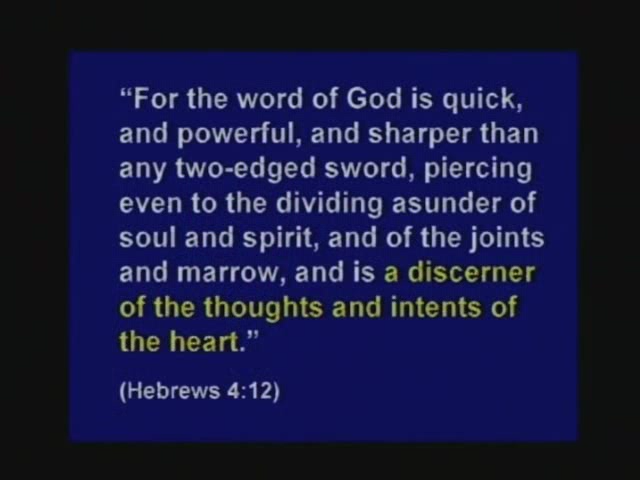 “For the word of God is quick,
and powerful, and sharper than
any two-edged sword, piercing
even to the dividing asunder of
soul and spirit, and of the joints
and marrow, and is a discerner
of the thoughts and intents of
the heart.”
(Hebrews 4:12)